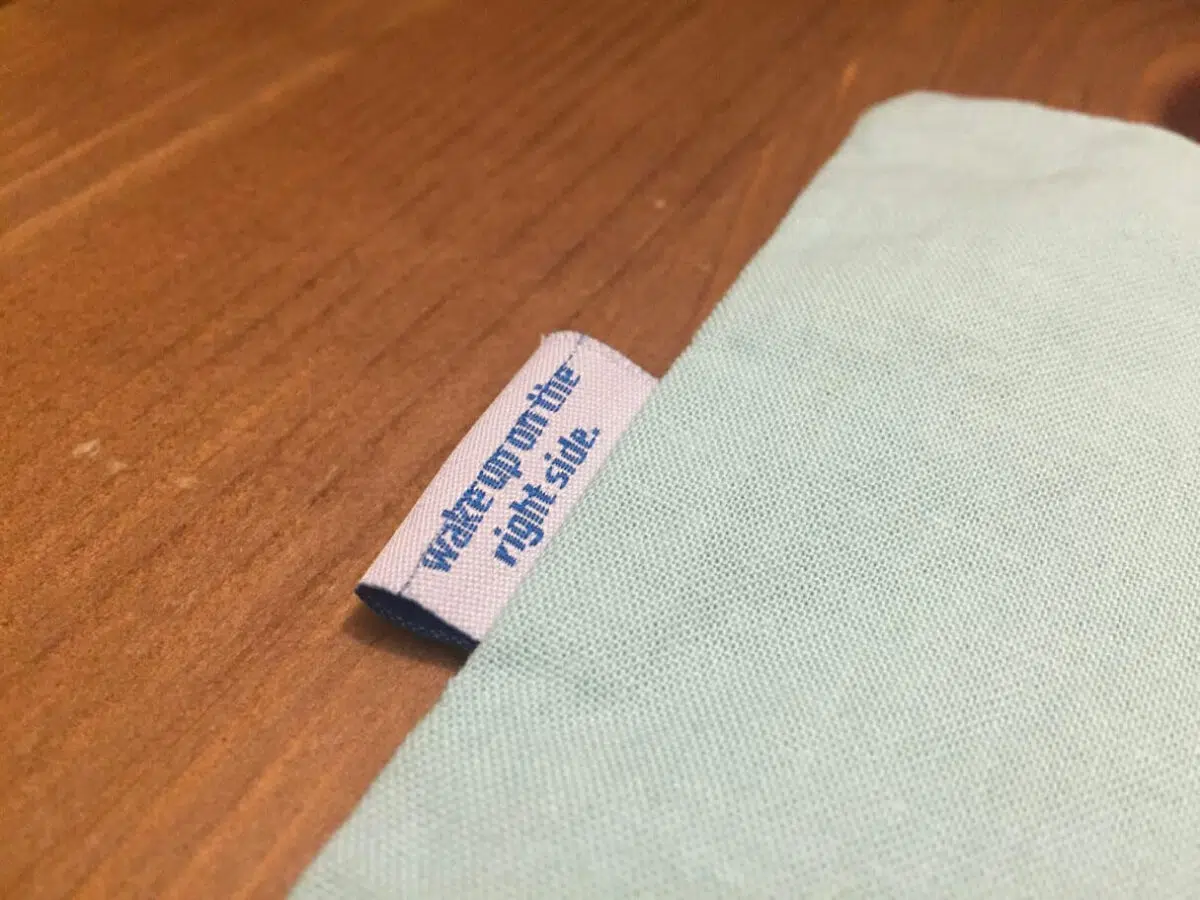 Wake up on the
right side.